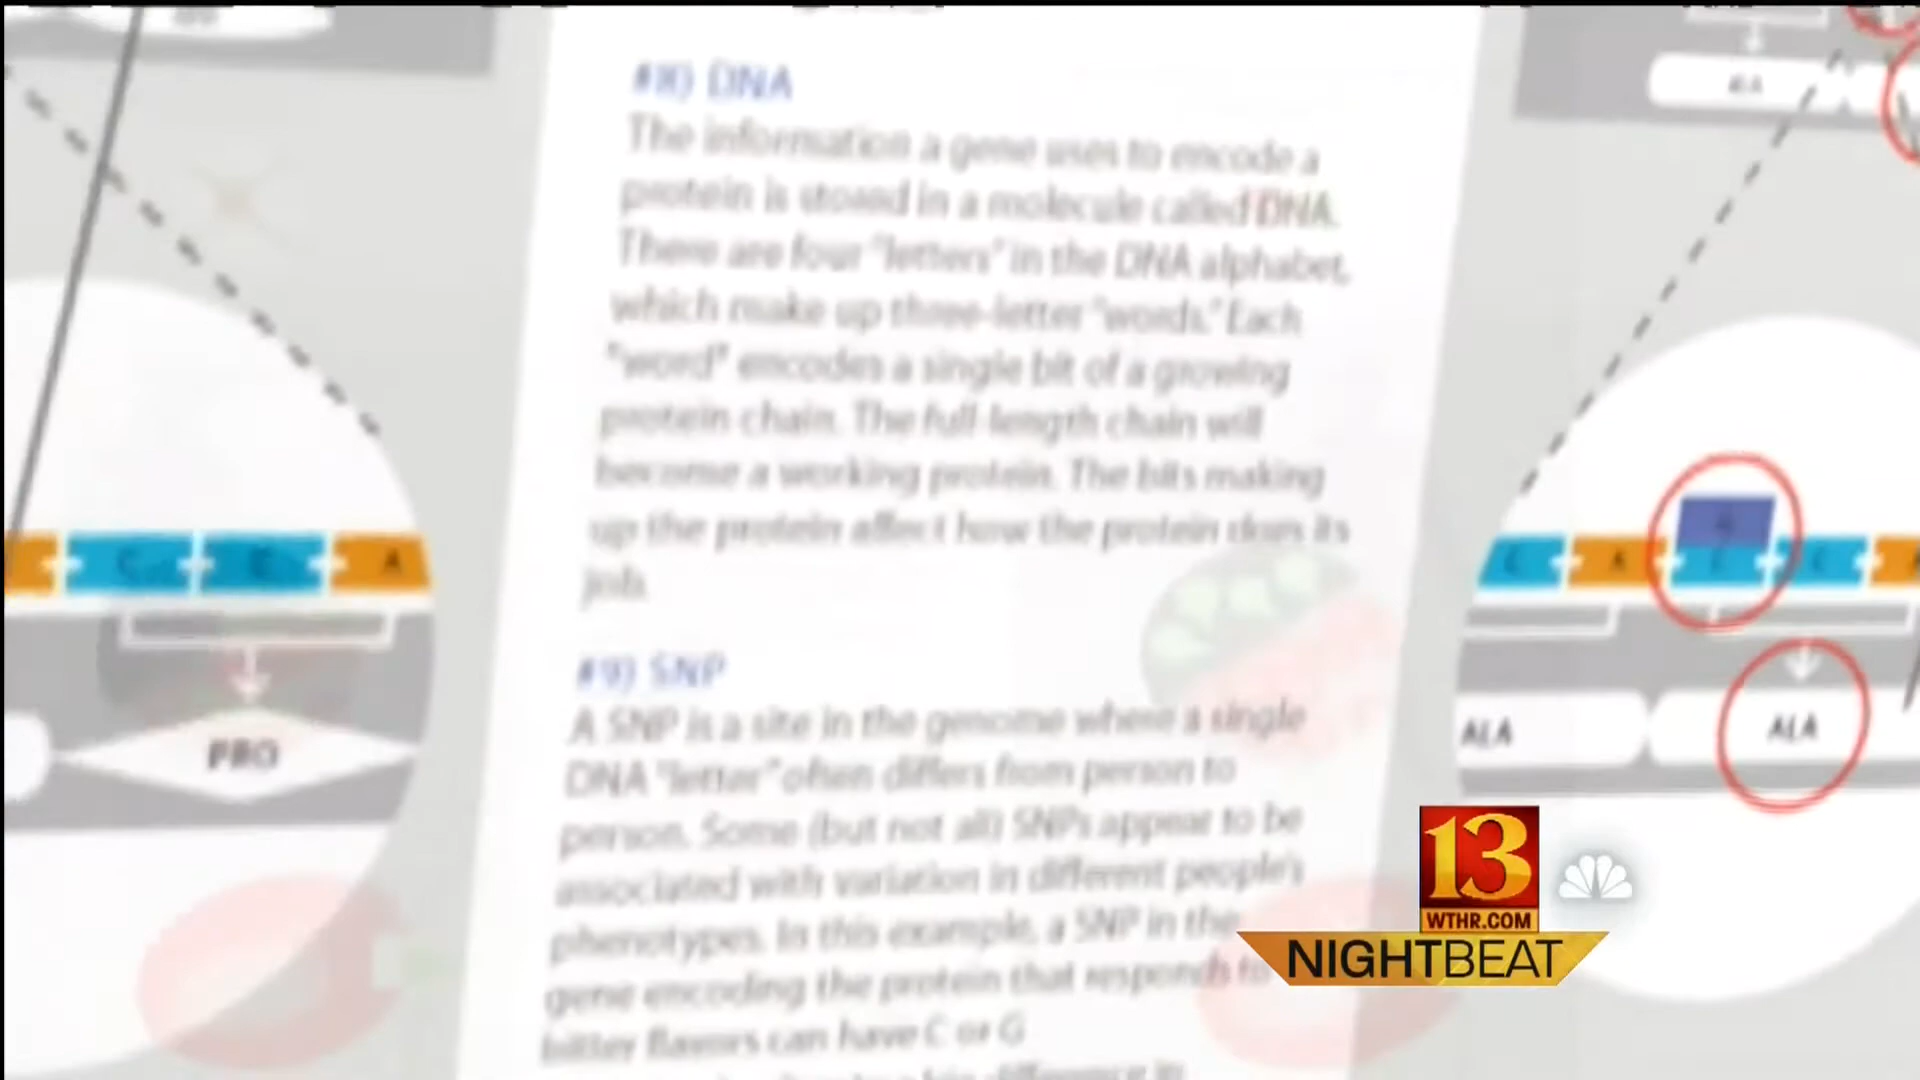 #8) DNA
The information a gene uses to encode a
protein is stored in a molecule called DNA.
There are four "letters" in the DNA alphabet,
which make up three-letter "words." Each
"word" encodes a single bit of a growing
protein chain. The full-length chain will
become a working protein. The bits making
up the protein affect how the protein does its
job.
#9) SNP
A SNP is a site in the genome where a single
DNA "letter" often differs from person to
person. Some (but not all) SNPs appear to be
associated with variation in different people's
phenotypes. In this example, a SNP in the
gene encoding the protein that responds to
bitter flavors can have C or G
difference in
C C A
PRO
ALA
C A C C
ALA ALA
13
WTHR.COM
NIGHTBEAT